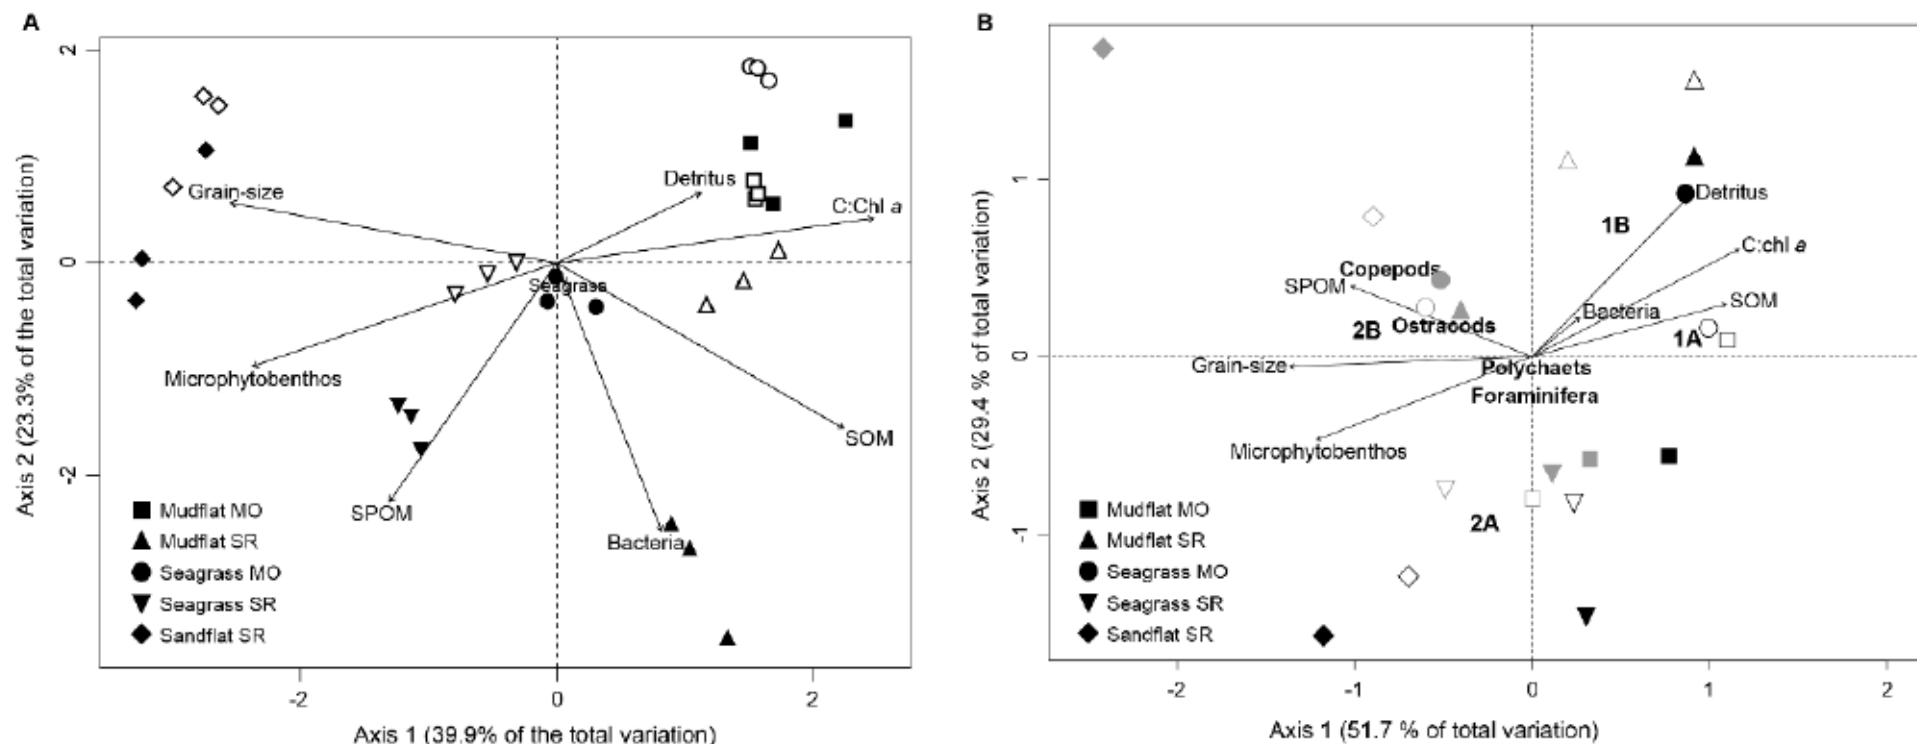 A
Axis 2 (23.3% of the total variation)
2
0
-2
Grain-size
Detritus
C:Chl a
Seagrass
Microphytobenthos
SOM
SPOM
Bacteria
Mudflat MO
Mudflat SR
Seagrass MO
Seagrass SR
Sandflat SR
-2
0
2
Axis 1 (39.9% of the total variation)
B
Axis 2 (29.4 % of total variation)
1
0
-1
Detritus
1B
C:chl a
Copepods
SPOM
SOM
Bacteria
2B
Ostracods
1A
Grain-size
Polychaets
Foraminifera
Microphytobenthos
2A
Mudflat MO
Mudflat SR
Seagrass MO
Seagrass SR
Sandflat SR
-2
-1
0
1
2
Axis 1 (51.7 % of total variation)